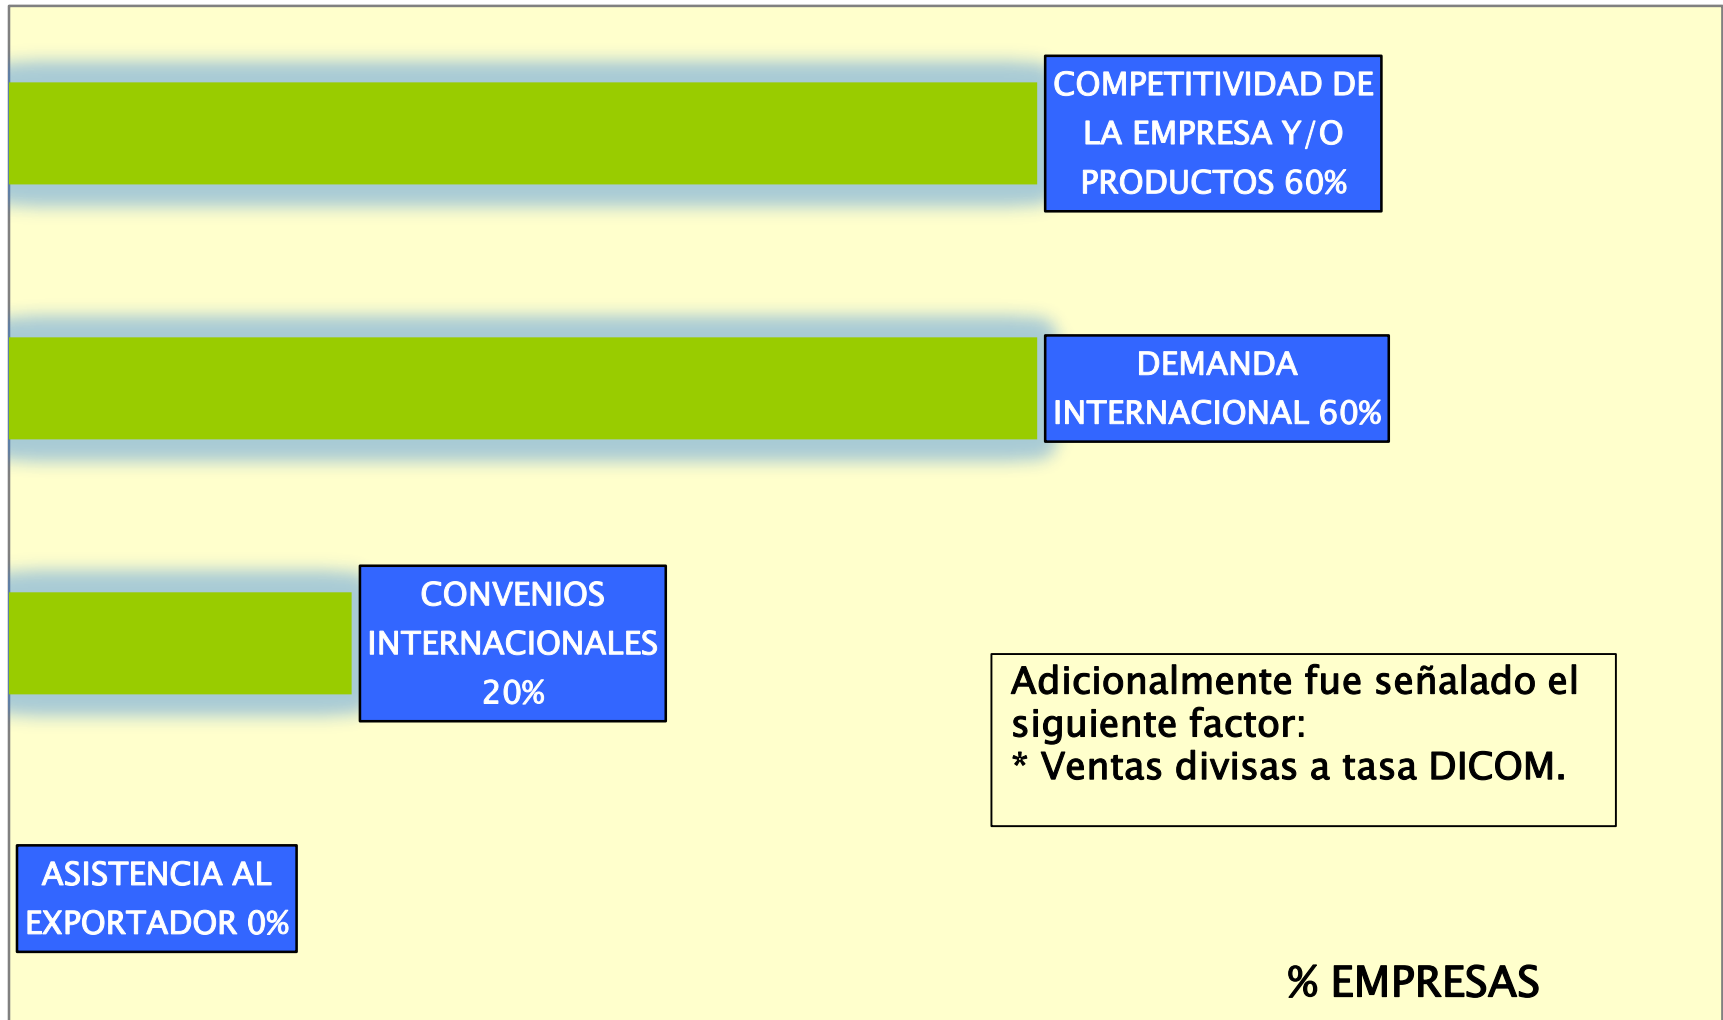 COMPETITIVIDAD DE
LA EMPRESA Y/O
PRODUCTOS 60%
DEMANDA
INTERNACIONAL 60%
CONVENIOS
INTERNACIONALES
20%
Adicionalmente fue señalado el
siguiente factor:
* Ventas divisas a tasa DICOM.
ASISTENCIA AL
EXPORTADOR 0%
% EMPRESAS